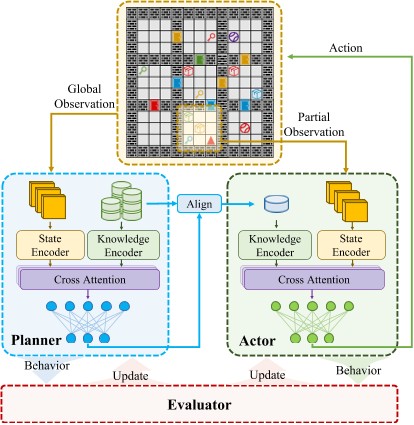 Action
Global
Observation
Partial
Observation
Align
State
Encoder
Knowledge
Encoder
Cross Attention
Planner
Knowledge
Encoder
State
Encoder
Cross Attention
Actor
Behavior
Update
Update
Behavior
Evaluator